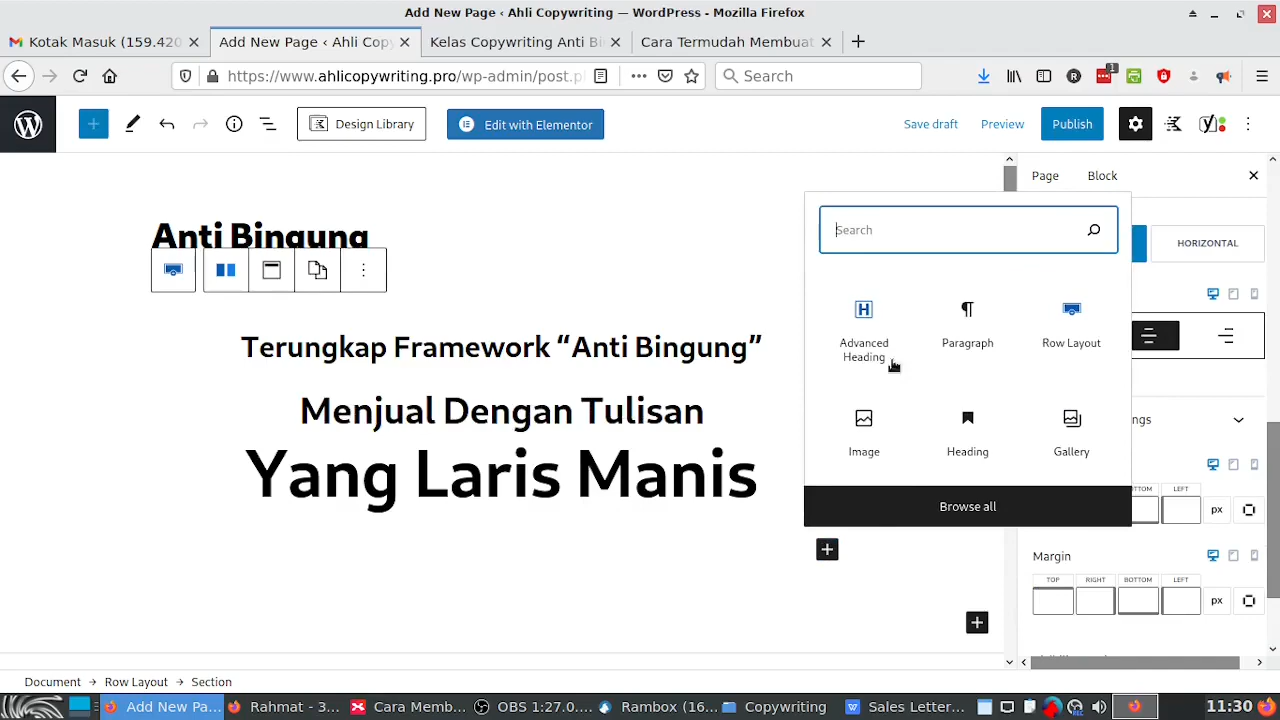 Add New Page ‹ Ahli Copywriting — WordPress - Mozilla Firefox
Kotak Masuk (159.420
Add New Page ‹ Ahli Copy
Kelas Copywriting Anti Bi
Cara Termudah Membuat
https://www.ahlicopywriting.pro/wp-admin/post.p
Search
1
Design Library
Edit with Elementor
Save draft
Preview
Publish
Page
Block
Anti Bingung
Search
HORIZONTAL
Terungkap Framework “Anti Bingung”
Advanced Heading
Paragraph
Row Layout
Menjual Dengan Tulisan
Yang Laris Manis
Image
Heading
Gallery
ngs
Browse all
TTOM
LEFT
px
Margin
TOP
RIGHT
BOTTOM
LEFT
px
Document → Row Layout → Section
Add New Pa...
Rahmat - 3...
Cara Memb...
OBS 1:27.0...
Rambox (16...
Copywriting
Sales Letter...
11:30